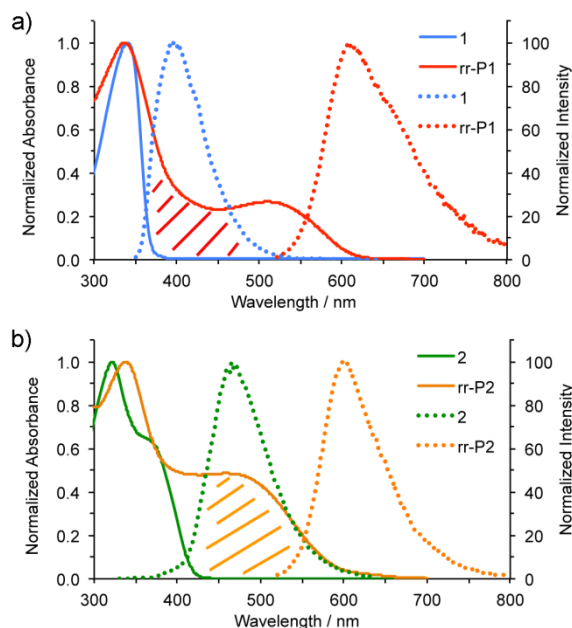 a)
1.0 0.8 0.6 0.4 0.2 0.0
Normalized Absorbance
100 80 60 40 20 0
Normalized Intensity
1
rr-P1
1
rr-P1
300 400 500 600 700 800
Wavelength / nm
b)
1.0 0.8 0.6 0.4 0.2 0.0
Normalized Absorbance
100 80 60 40 20 0
Normalized Intensity
2
rr-P2
2
rr-P2
300 400 500 600 700 800
Wavelength / nm